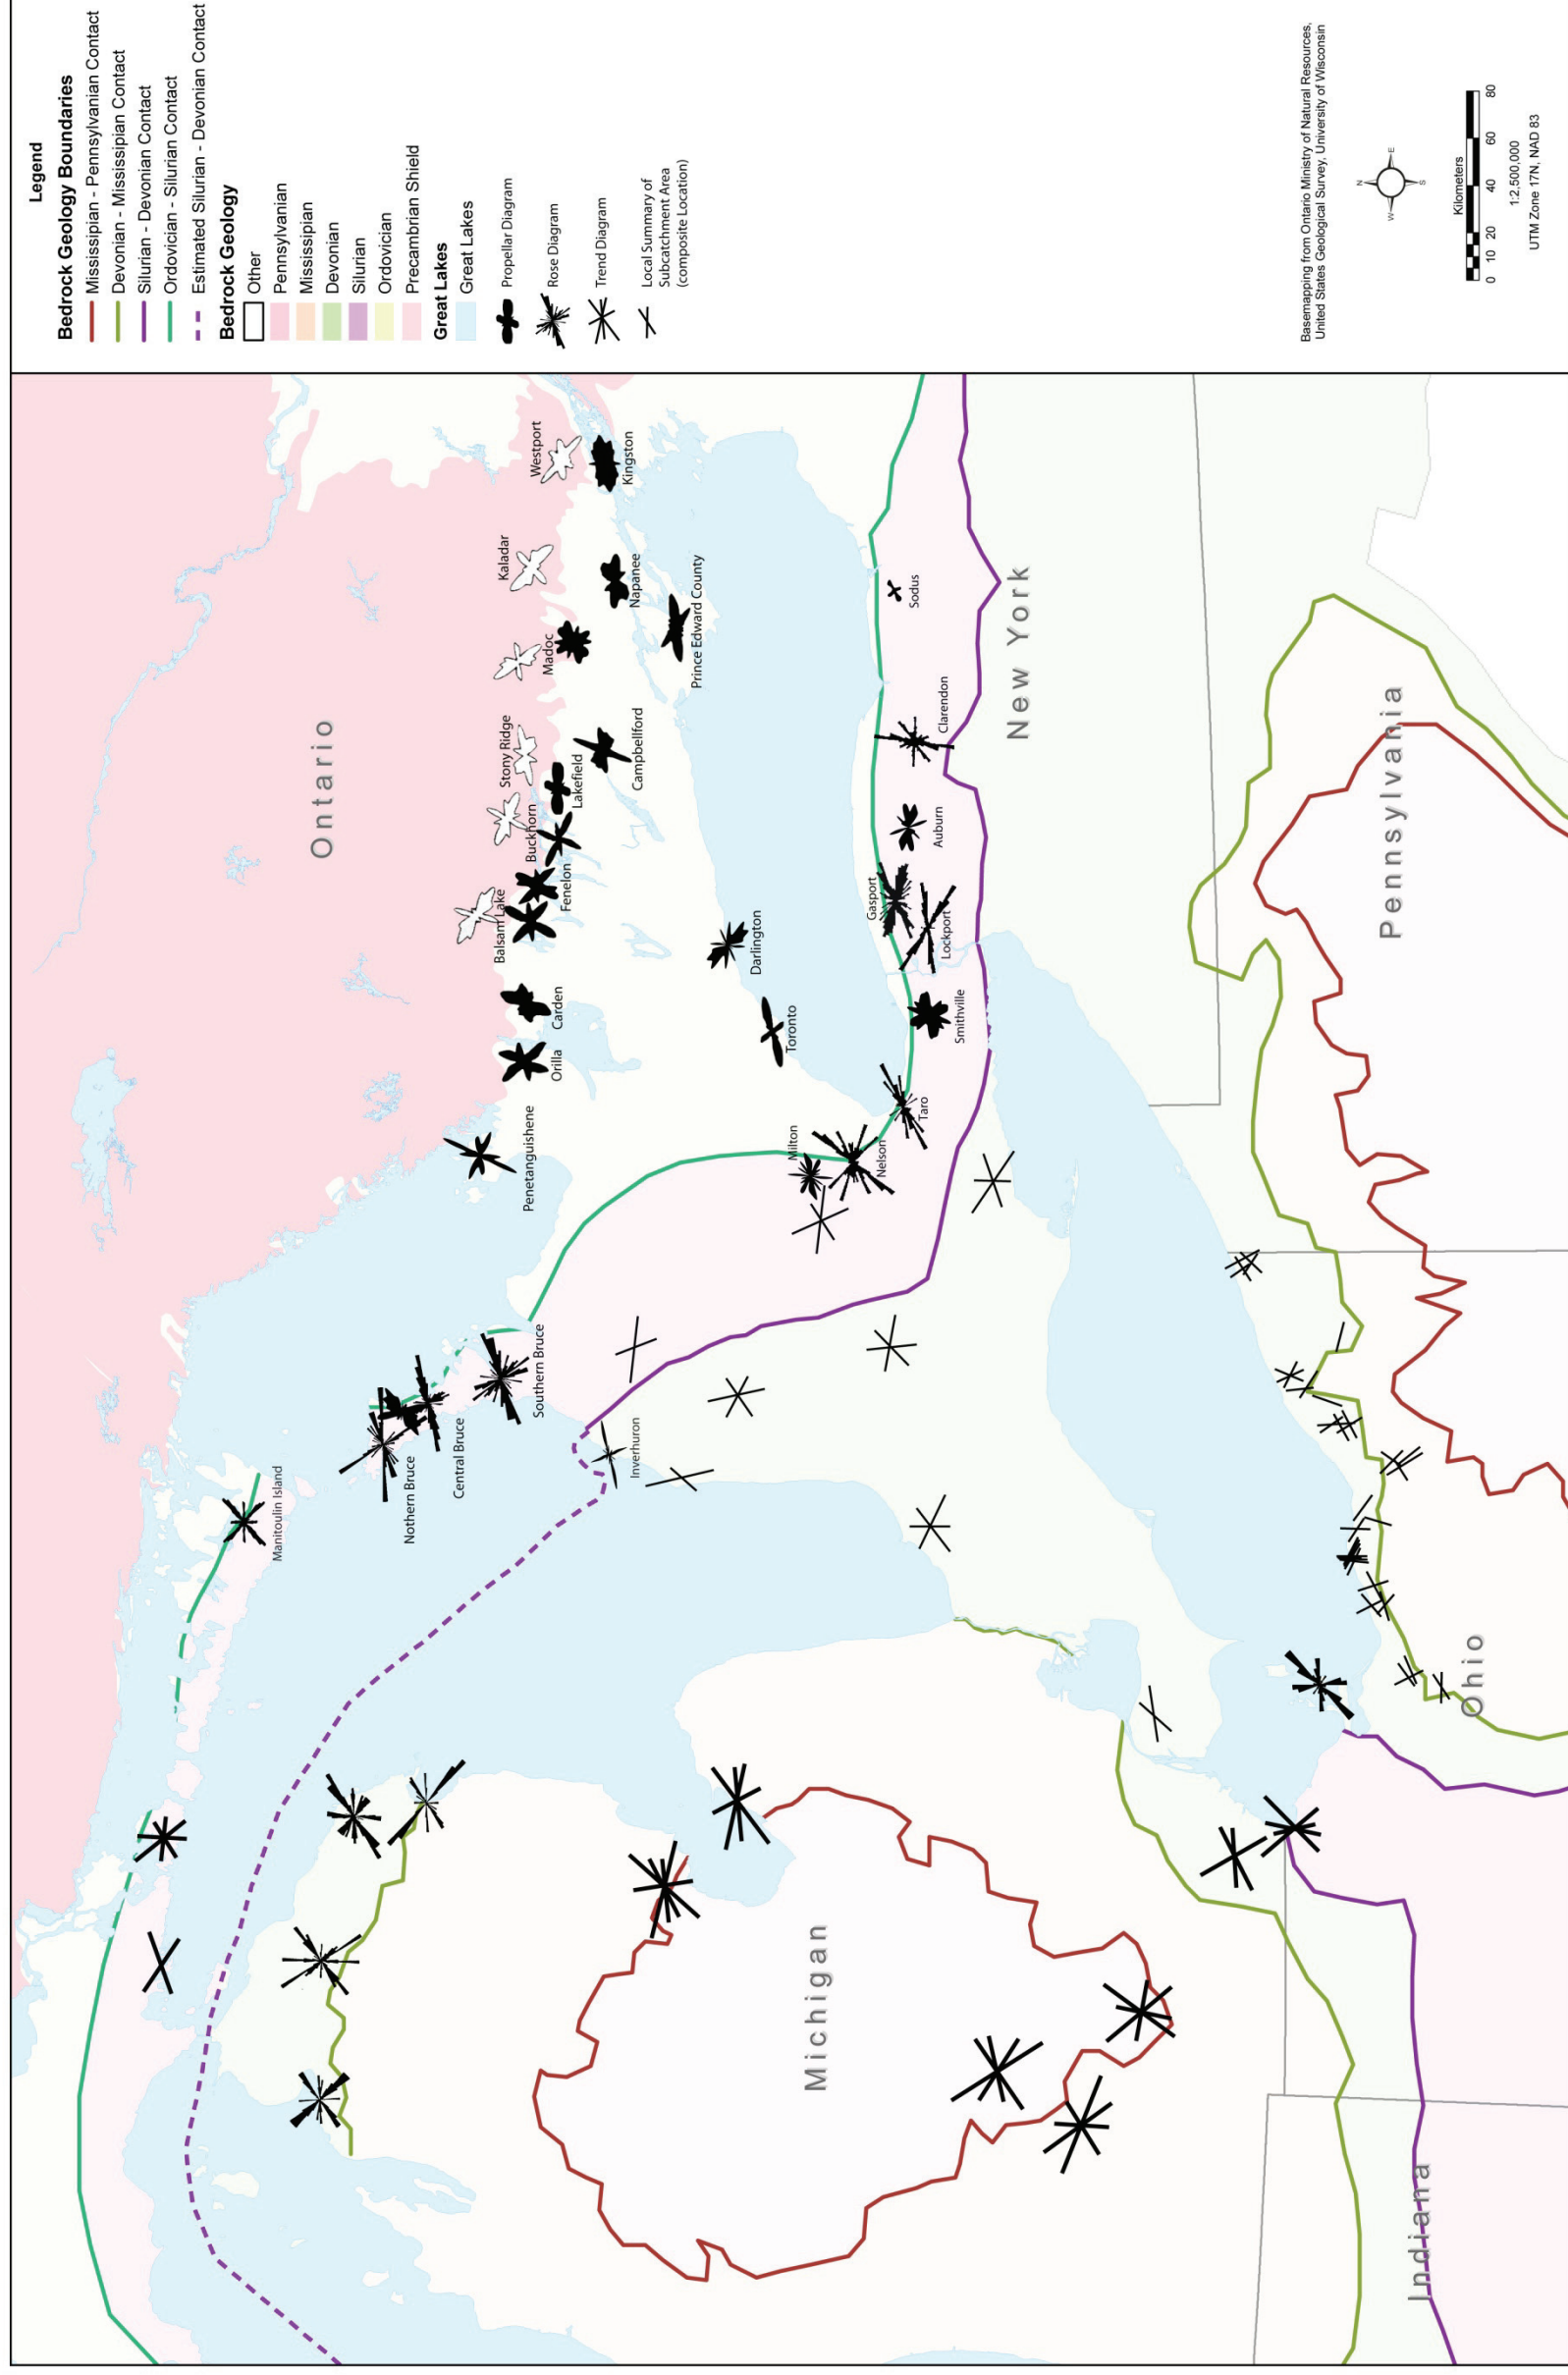 Legend
Bedrock Geology Boundaries
Mississipian - Pennsylvanian Contact
Devonian - Mississipian Contact
Silurian - Devonian Contact
Ordovician - Silurian Contact
Estimated Silurian - Devonian Contact
Bedrock Geology
Other
Pennsylvanian
Mississipian
Devonian
Silurian
Ordovician
Precambrian Shield
Great Lakes
Great Lakes
Propellar Diagram
Rose Diagram
Trend Diagram
Local Summary of
Subcatchment Area
(composite Location)
Basemapping from Ontario Ministry of Natural Resources,
United States Geological Survey, University of Wisconsin
N
W
E
S
Kilometers
0 10 20 40 60 80
1:2,500,000
UTM Zone 17N, NAD 83
Ontario
Manitoulin Island
Nothern Bruce
Central Bruce
Southern Bruce
Inverhuron
Penetanguishene
Orilla
Carden
Balsam Lake
Fenelon
Buckhorn
Lakefield
Stony Ridge
Campbellford
Madoc
Kaladar
Napanee
Prince Edward County
Westport
Kingston
Darlington
Toronto
Milton
Nelson
Taro
Smithville
Lockport
Gasport
Auburn
Clarendon
Sodus
New York
Pennsylvania
Michigan
Ohio
Indiana